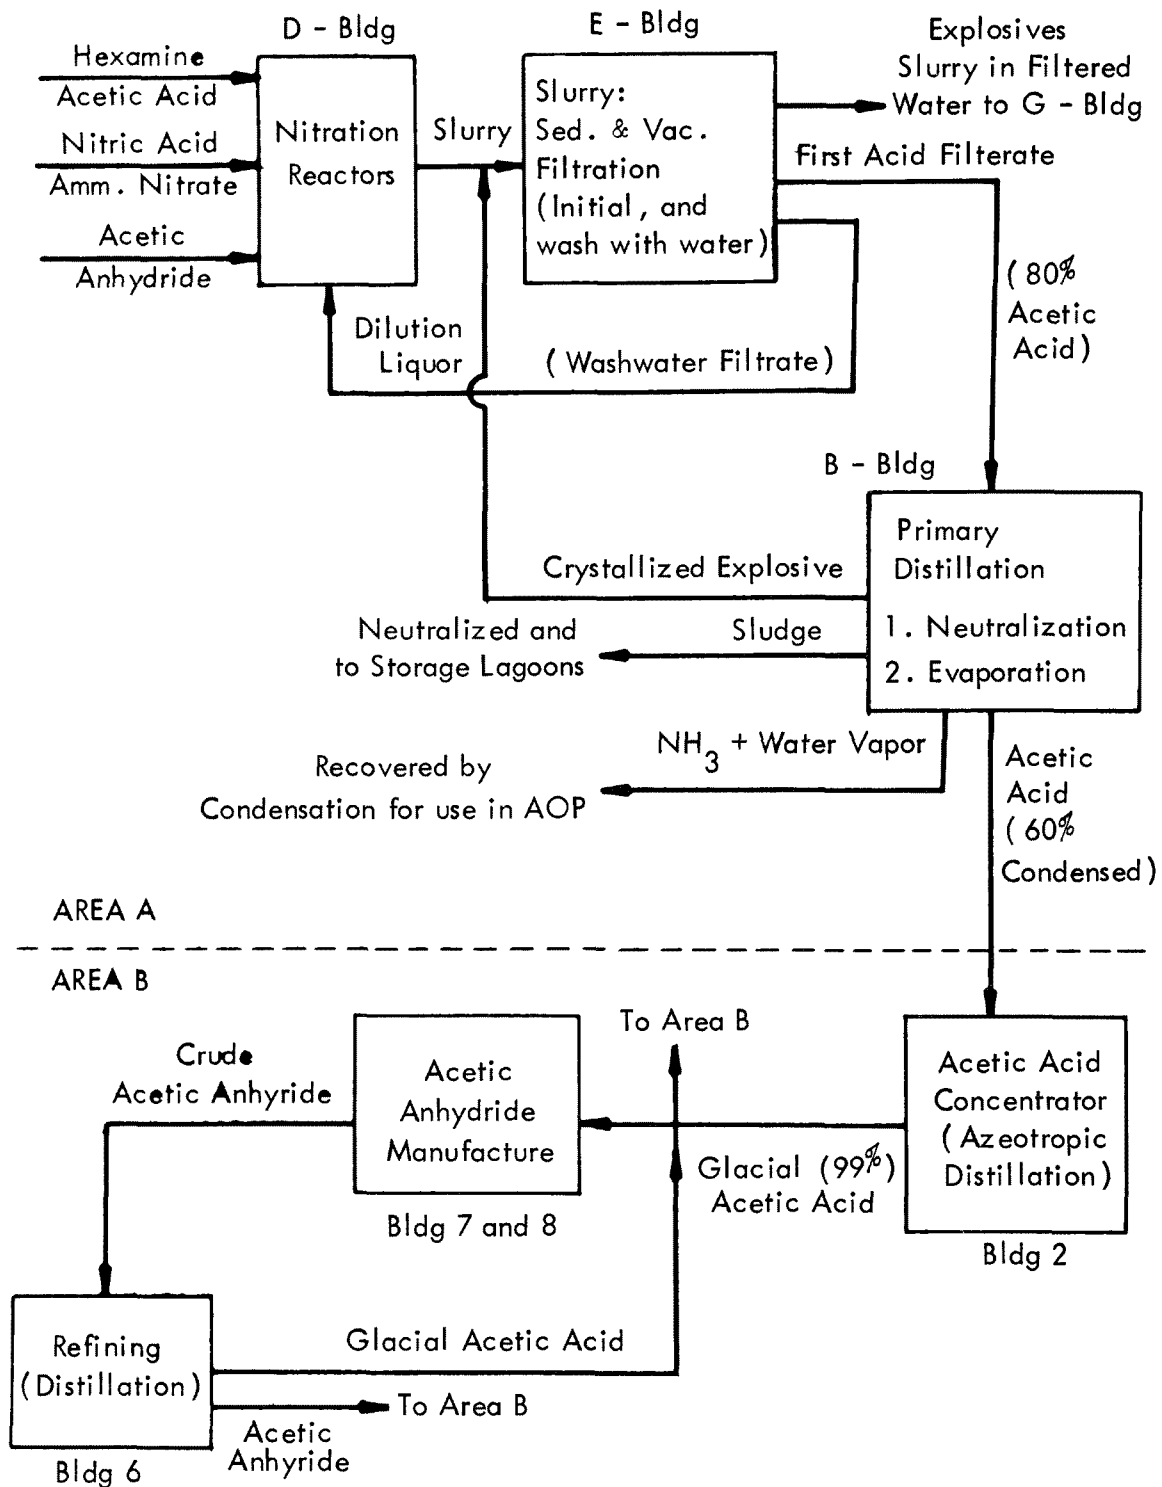 D - Bldg
E - Bldg
Explosives
Slurry in Filtered
Water to G - Bldg
Hexamine
Acetic Acid
Nitric Acid
Amm. Nitrate
Acetic
Anhydride
Nitration
Reactors
Slurry
Slurry:
Sed. & Vac.
Filtration
(Initial, and
wash with water)
First Acid Filterate
(80%
Acetic
Acid)
Dilution
Liquor
(Washwater Filtrate)
B - Bldg
Primary
Distillation
1. Neutralization
2. Evaporation
Crystallized Explosive
Sludge
Neutralized and
to Storage Lagoons
NH3 + Water Vapor
Recovered by
Condensation for use in AOP
Acetic
Acid
(60%
Condensed)
AREA A
AREA B
To Area B
Crude
Acetic Anhyride
Acetic
Anhydride
Manufacture
Bldg 7 and 8
Acetic Acid
Concentrator
(Azeotropic
Distillation)
Bldg 2
Glacial (99%)
Acetic Acid
Refining
(Distillation)
Bldg 6
Glacial Acetic Acid
To Area B
Acetic
Anhyride